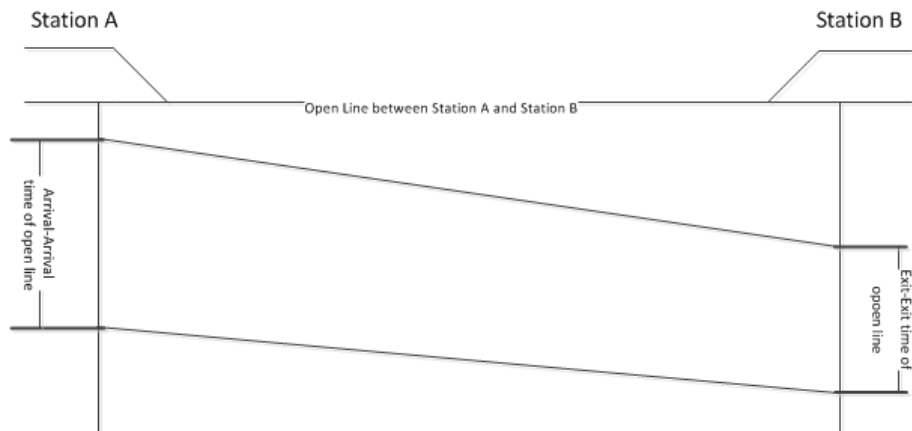 Station A
Station B
Open Line between Station A and Station B
Arrival-Arrival
time of open line
Exit-Exit time of
opoen line